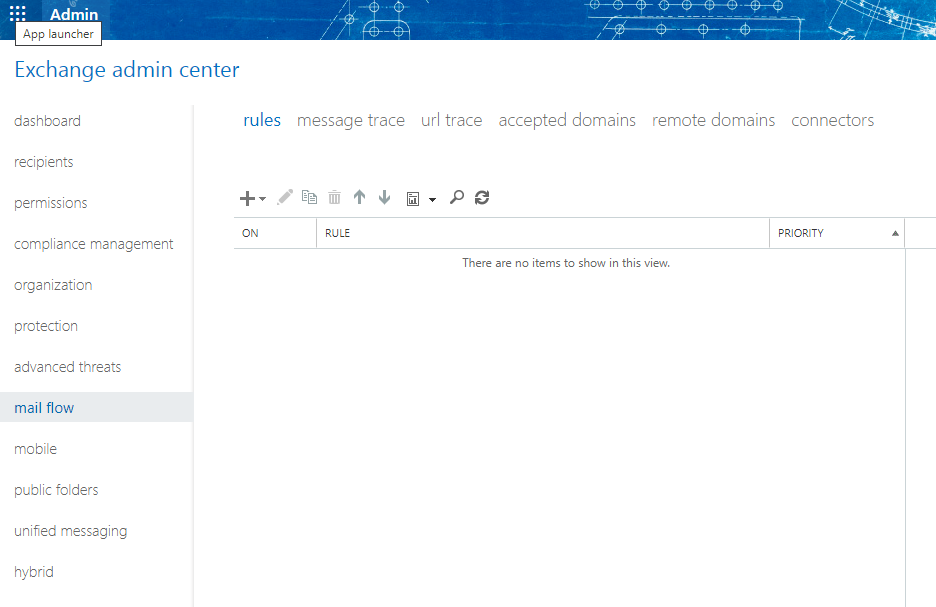 Admin
App launcher
Exchange admin center
dashboard
recipients
permissions
compliance management
organization
protection
advanced threats
mail flow
mobile
public folders
unified messaging
hybrid
rules message trace url trace accepted domains remote domains connectors
ON RULE PRIORITY
There are no items to show in this view.